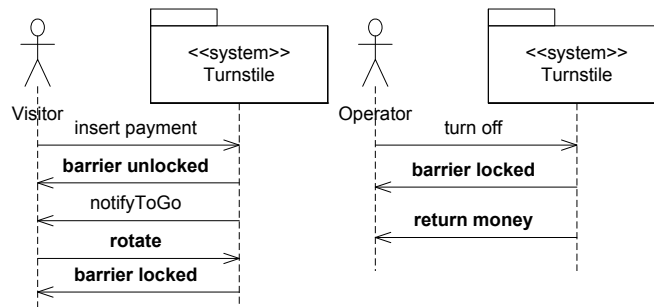 <<system>>
Turnstile
Visitor
insert payment
barrier unlocked
notifyToGo
rotate
barrier locked
<<system>>
Turnstile
Operator
turn off
barrier locked
return money